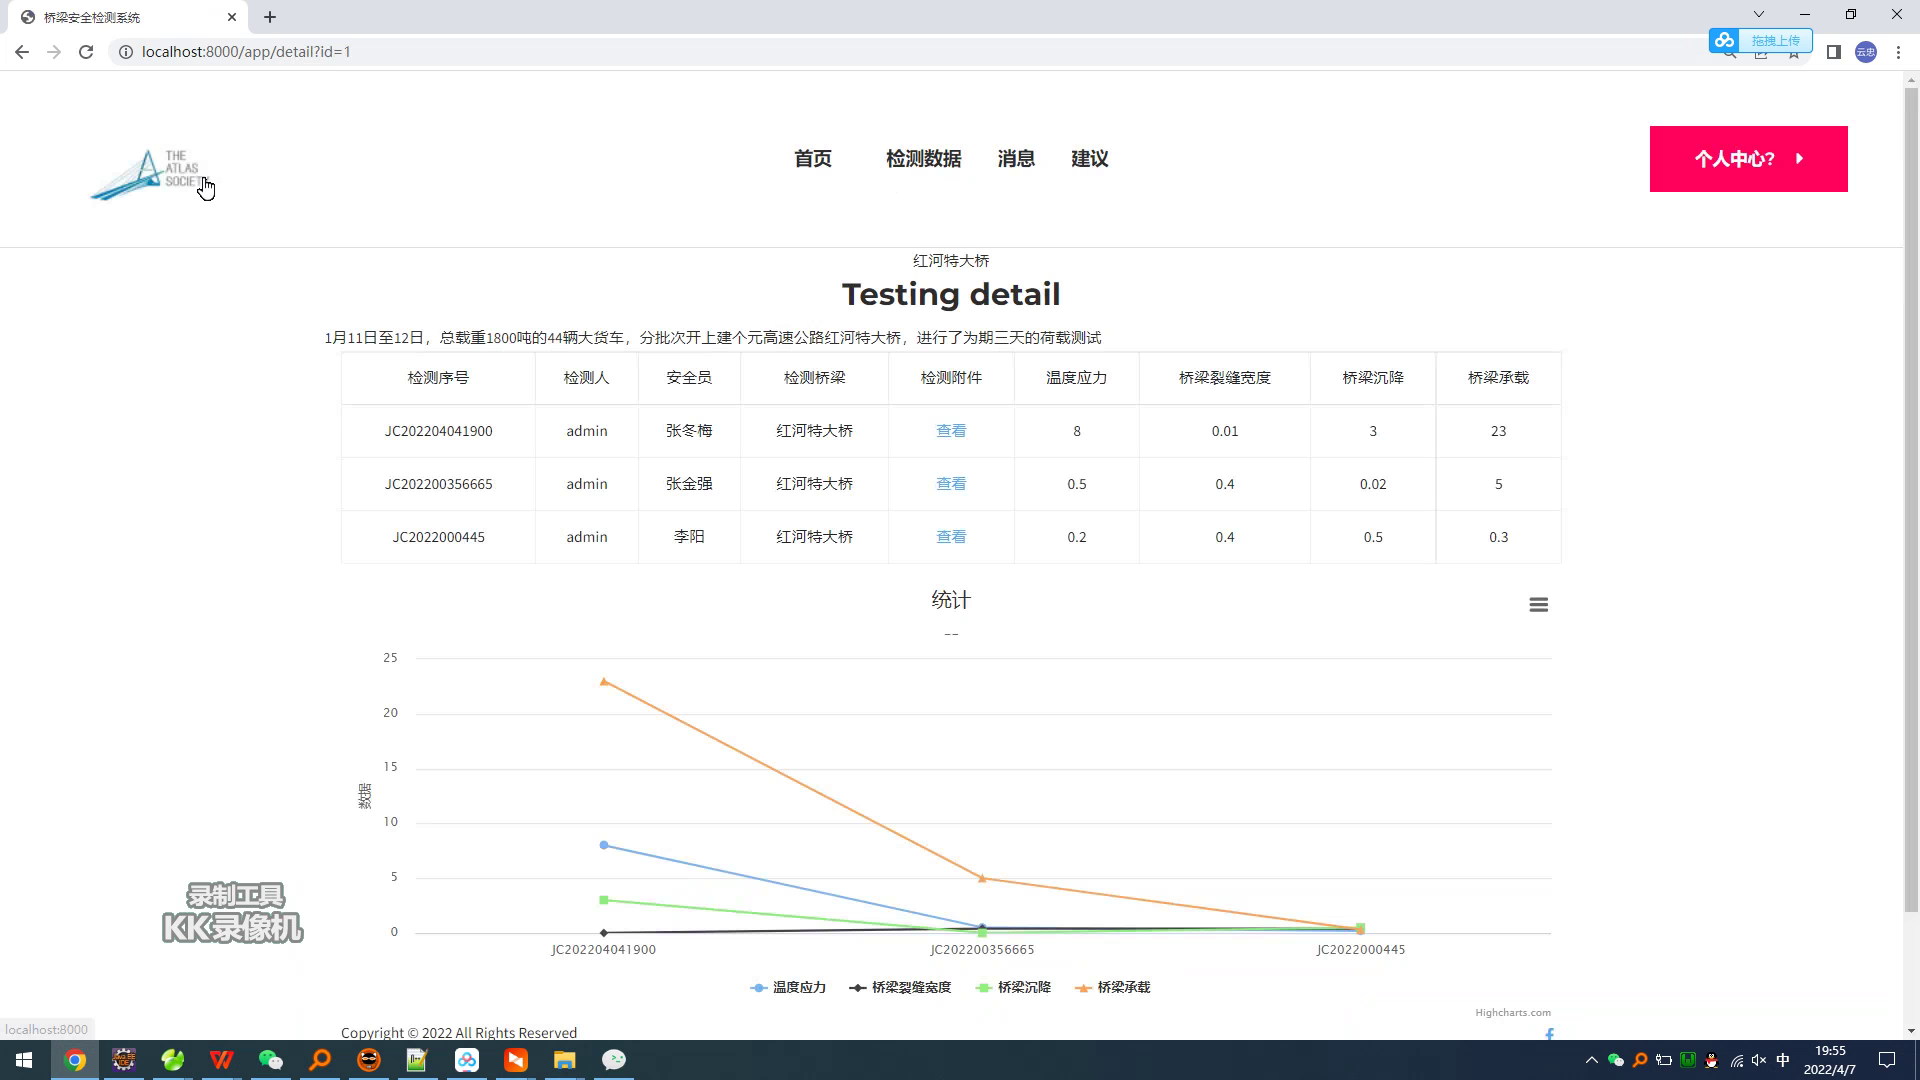 桥梁安全检测系统
localhost:8000/app/detail?id=1
拖拽上传
云忠
THE
ATLAS
SOCIETY
首页 检测数据 消息 建议
个人中心?
红河特大桥
Testing detail
1月11日至12日，总载重1800吨的44辆大货车，分批次开上建个元高速公路红河特大桥，进行了为期三天的荷载测试
检测序号 检测人 安全员 检测桥梁 检测附件 温度应力 桥梁裂缝宽度 桥梁沉降 桥梁承载
JC202204041900 admin 张冬梅 红河特大桥 查看 8 0.01 3 23
JC202200356665 admin 张金强 红河特大桥 查看 0.5 0.4 0.02 5
JC2022000445 admin 李阳 红河特大桥 查看 0.2 0.4 0.5 0.3
统计
--
数据
25
20
15
10
5
0
JC202204041900 JC202200356665 JC2022000445
温度应力 桥梁裂缝宽度 桥梁沉降 桥梁承载
Highcharts.com
录制工具
KK录像机
localhost:8000
Copyright © 2022 All Rights Reserved
中
19:55
2022/4/7